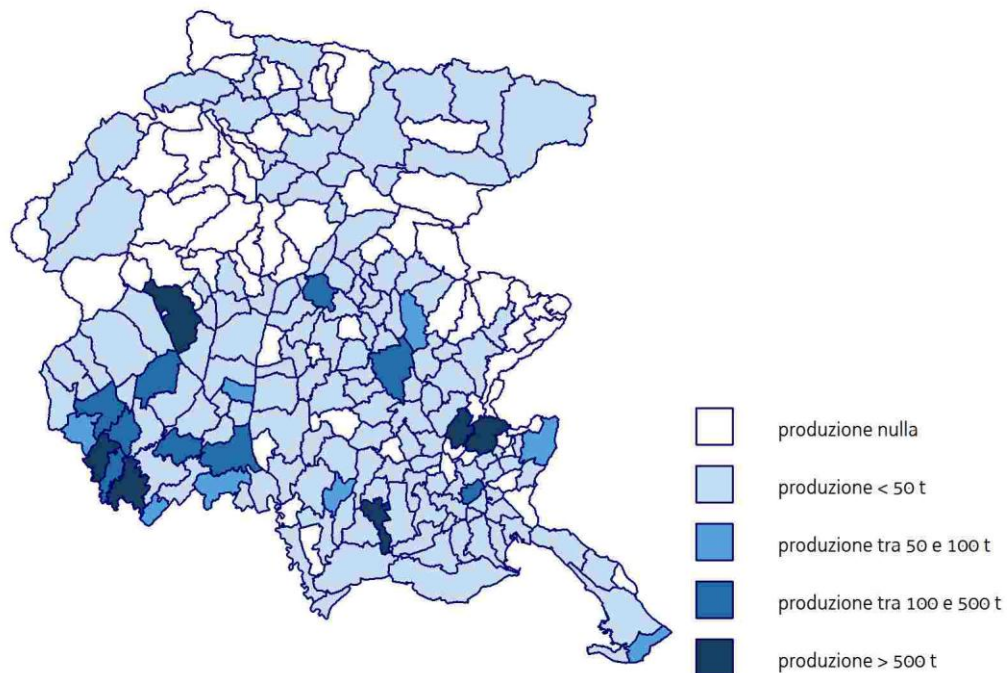 produzione nulla
produzione < 50 t
produzione tra 50 e 100 t
produzione tra 100 e 500 t
produzione > 500 t